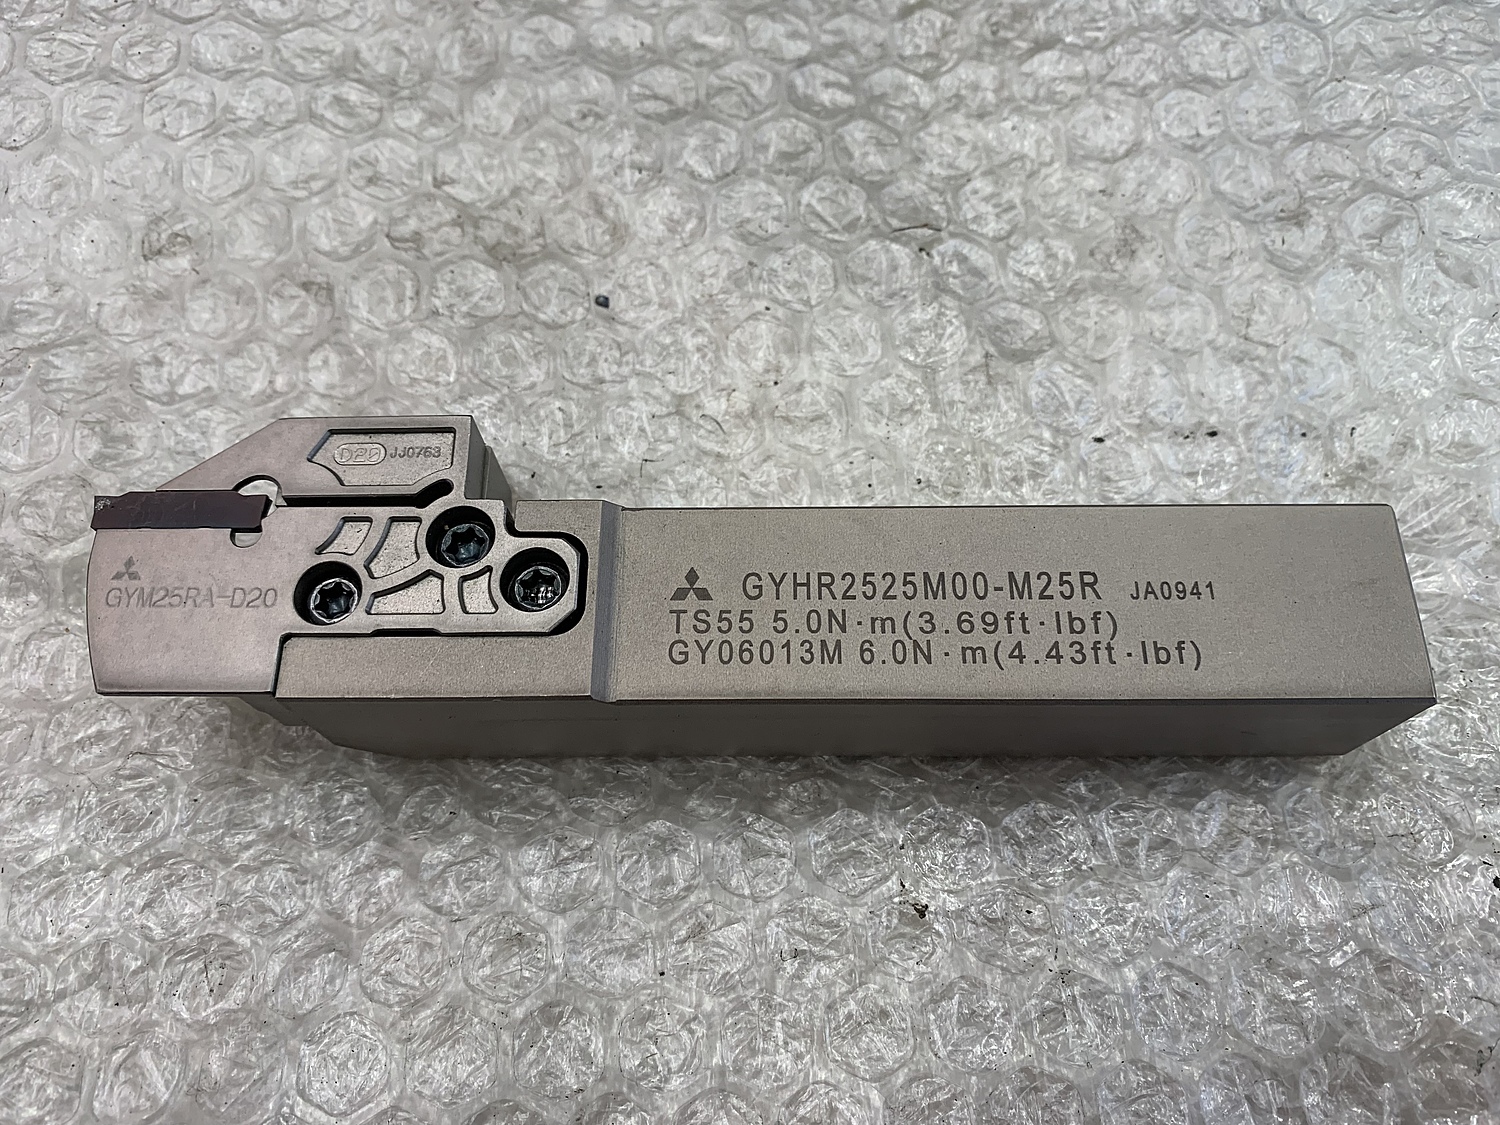 D20 JJ0763
GYM25RA-D20
GYHR2525M00-M25R JA0941
TS55 5.0N·m(3.69ft·lbf)
GY06013M 6.0N·m(4.43ft·lbf)